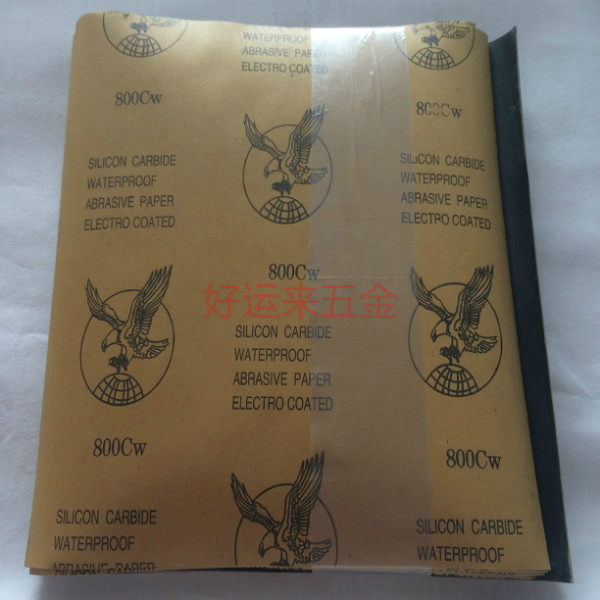 WATERPROOF
ABRASIVE PAPER
ELECTRO COATED
800Cw
800Cw
SILICON CARBIDE
WATERPROOF
ABRASIVE PAPER
ELECTRO COATED
SILICON CARBIDE
WATERPROOF
ABRASIVE PAPER
ELECTRO COATED
800Cw
好运来五金
SILICON CARBIDE
WATERPROOF
ABRASIVE PAPER
ELECTRO COATED
800Cw
800Cw
SILICON CARBIDE
WATERPROOF
SILICON CARBIDE
WATERPROOF